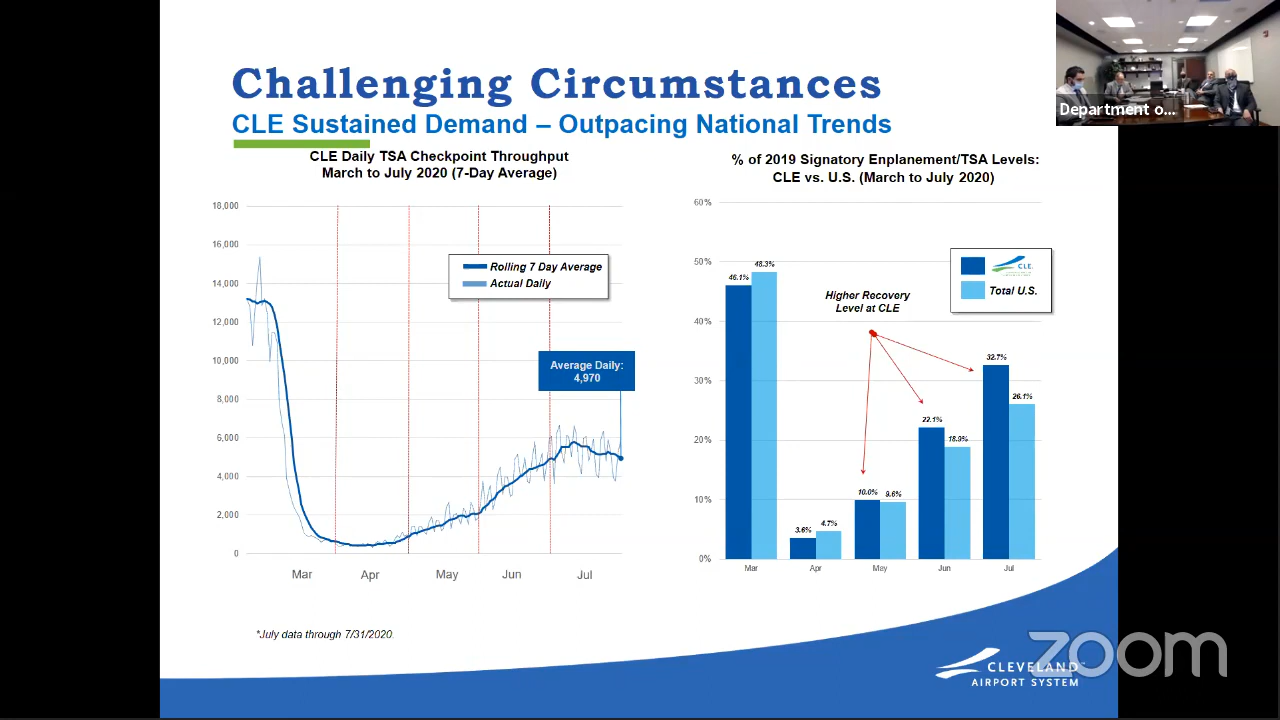 Challenging Circumstances
CLE Sustained Demand – Outpacing National Trends
CLE Daily TSA Checkpoint Throughput
March to July 2020 (7-Day Average)
18,000
16,000
14,000
12,000
10,000
8,000
6,000
4,000
2,000
0
Rolling 7 Day Average
Actual Daily
Average Daily:
4,970
Mar Apr May Jun Jul
*July data through 7/31/2020.
% of 2019 Signatory Enplanement/TSA Levels:
CLE vs. U.S. (March to July 2020)
60%
50%
40%
30%
20%
10%
0%
46.1% 48.3%
3.6% 4.7%
10.0% 9.6%
22.1% 18.9%
32.7% 26.1%
Higher Recovery
Level at CLE
CLE
Total U.S.
Mar Apr May Jun Jul
Department o...
CLEVELAND
AIRPORT SYSTEM
zoom